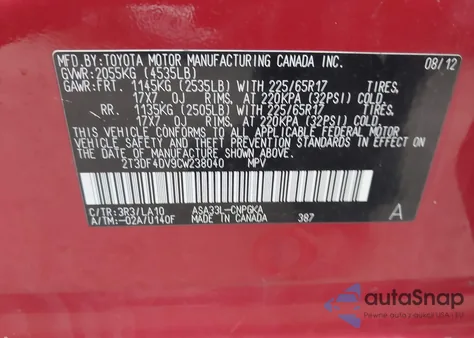 MFD. BY: TOYOTA MOTOR MANUFACTURING CANADA INC. 08/12
GVWR: 2055KG (4535LB)
GAWR: FRT. 1145KG (2535LB) WITH 225/65R17 TIRES,
17X7 0J RIMS, AT 220KPA (32PSI) COLD
RR. 1135KG (2505LB) WITH 225/65R17 TIRES,
17X7 0J RIMS, AT 220KPA (32PSI) COLD
THIS VEHICLE CONFORMS TO ALL APPLICABLE FEDERAL MOTOR
VEHICLE SAFETY STANDARDS IN EFFECT ON THE DATE OF
MANUFACTURE SHOWN ABOVE.
2T3DF4DV9CW238040 MPV
C/TR: 3R3/LA10 ASA33L-CNPGKA
A/TM: -02A/U140F MADE IN CANADA 387 A
autoSnap
Pewne auto z USA i EU